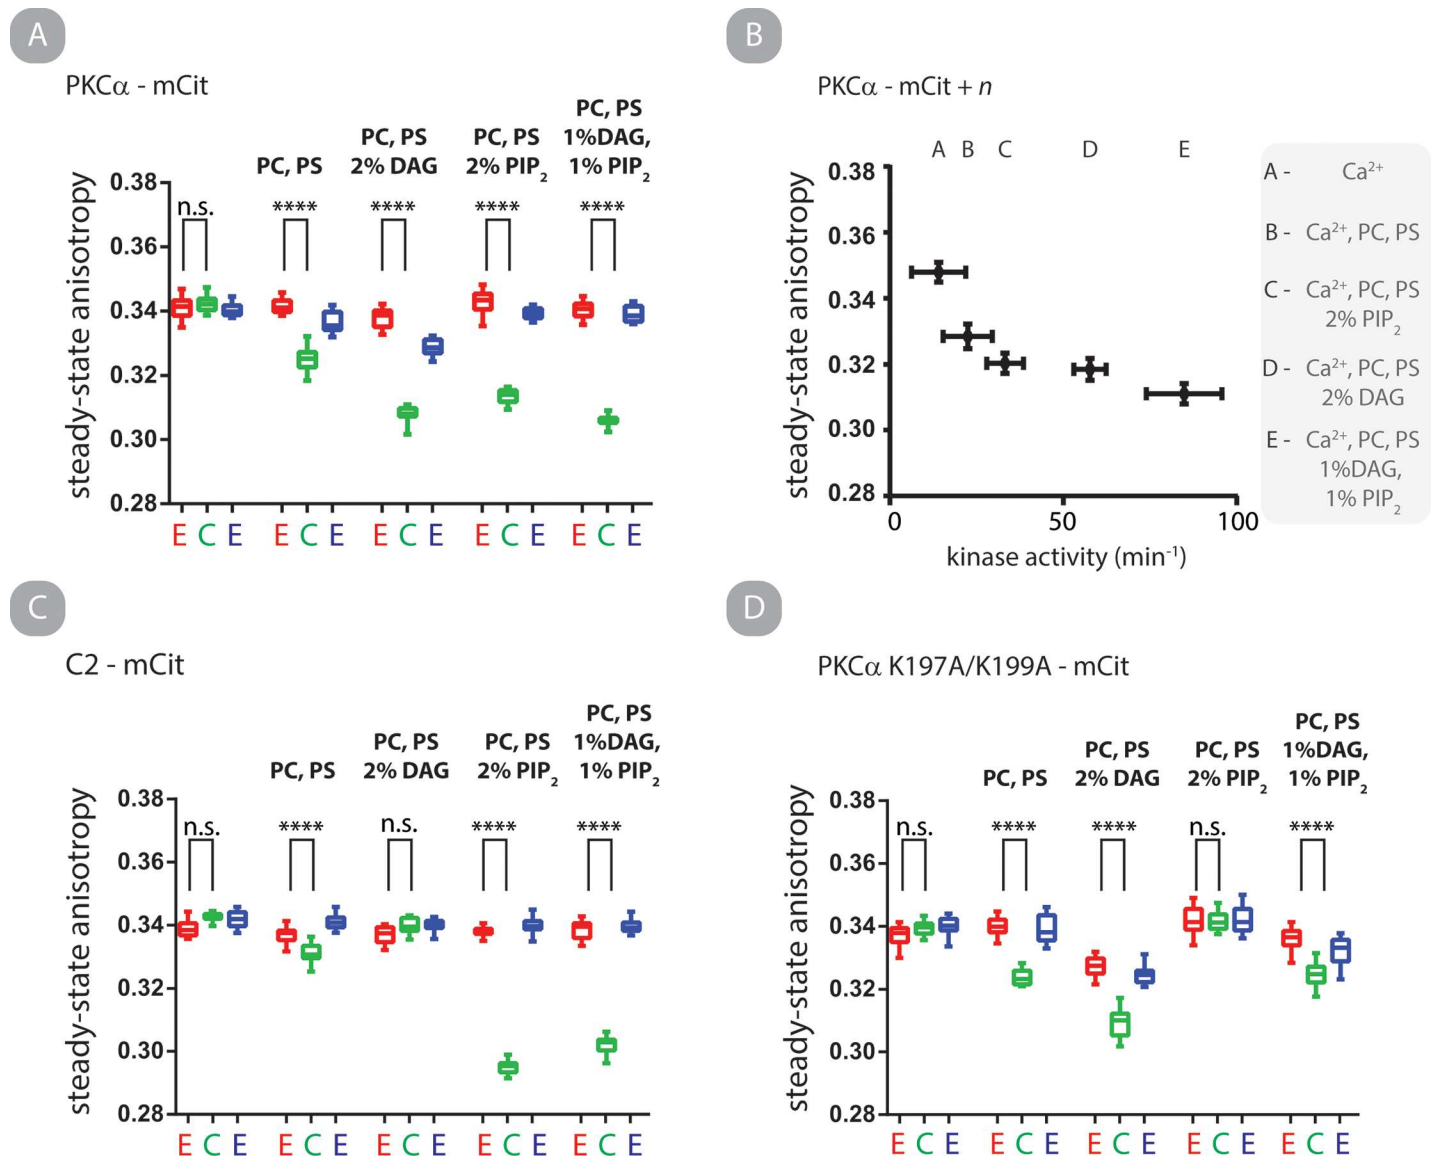 A
PKCα - mCit
PC, PS
PC, PS
2% DAG
PC, PS
2% PIP₂
PC, PS
1%DAG,
1% PIP₂
steady-state anisotropy
0.38
0.36
0.34
0.32
0.30
0.28
n.s.
****
****
****
****
E C E E C E E C E E C E E C E
B
PKCα - mCit + n
A B C D E
steady-state anisotropy
0.38
0.36
0.34
0.32
0.30
0.28
0 50 100
kinase activity (min⁻¹)
A - Ca²⁺
B - Ca²⁺, PC, PS
C - Ca²⁺, PC, PS
2% PIP₂
D - Ca²⁺, PC, PS
2% DAG
E - Ca²⁺, PC, PS
1%DAG,
1% PIP₂
C
C2 - mCit
PC, PS
PC, PS
2% DAG
PC, PS
2% PIP₂
PC, PS
1%DAG,
1% PIP₂
steady-state anisotropy
0.38
0.36
0.34
0.32
0.30
0.28
n.s.
****
n.s.
****
****
E C E E C E E C E E C E E C E
D
PKCα K197A/K199A - mCit
PC, PS
PC, PS
2% DAG
PC, PS
2% PIP₂
PC, PS
1%DAG,
1% PIP₂
steady-state anisotropy
0.38
0.36
0.34
0.32
0.30
0.28
n.s.
****
****
n.s.
****
E C E E C E E C E E C E E C E